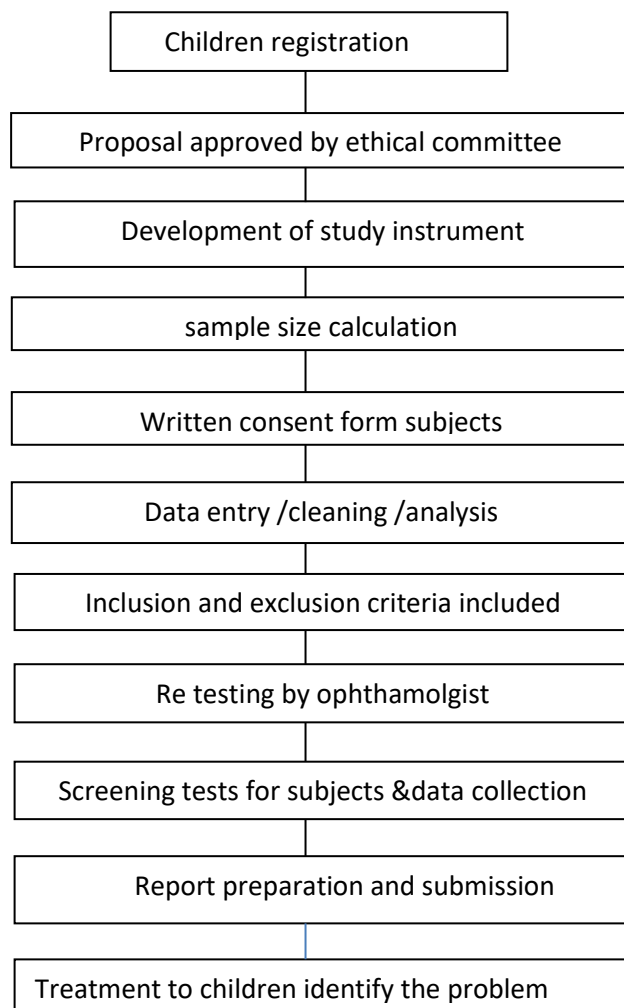 Children registration
Proposal approved by ethical committee
Development of study instrument
sample size calculation
Written consent form subjects
Data entry /cleaning /analysis
Inclusion and exclusion criteria included
Re testing by ophthamolgist
Screening tests for subjects &data collection
Report preparation and submission
Treatment to children identify the problem